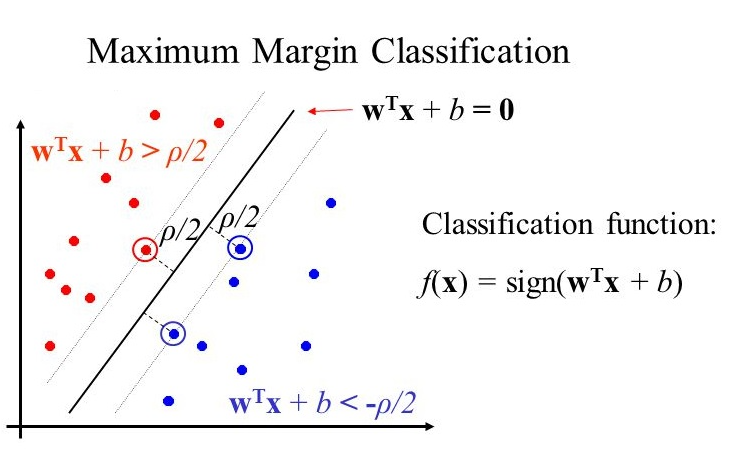 Maximum Margin Classification
wᵀx + b = 0
wᵀx + b > ρ/2
ρ/2
ρ/2
Classification function:
f(x) = sign(wᵀx + b)
wᵀx + b < -ρ/2